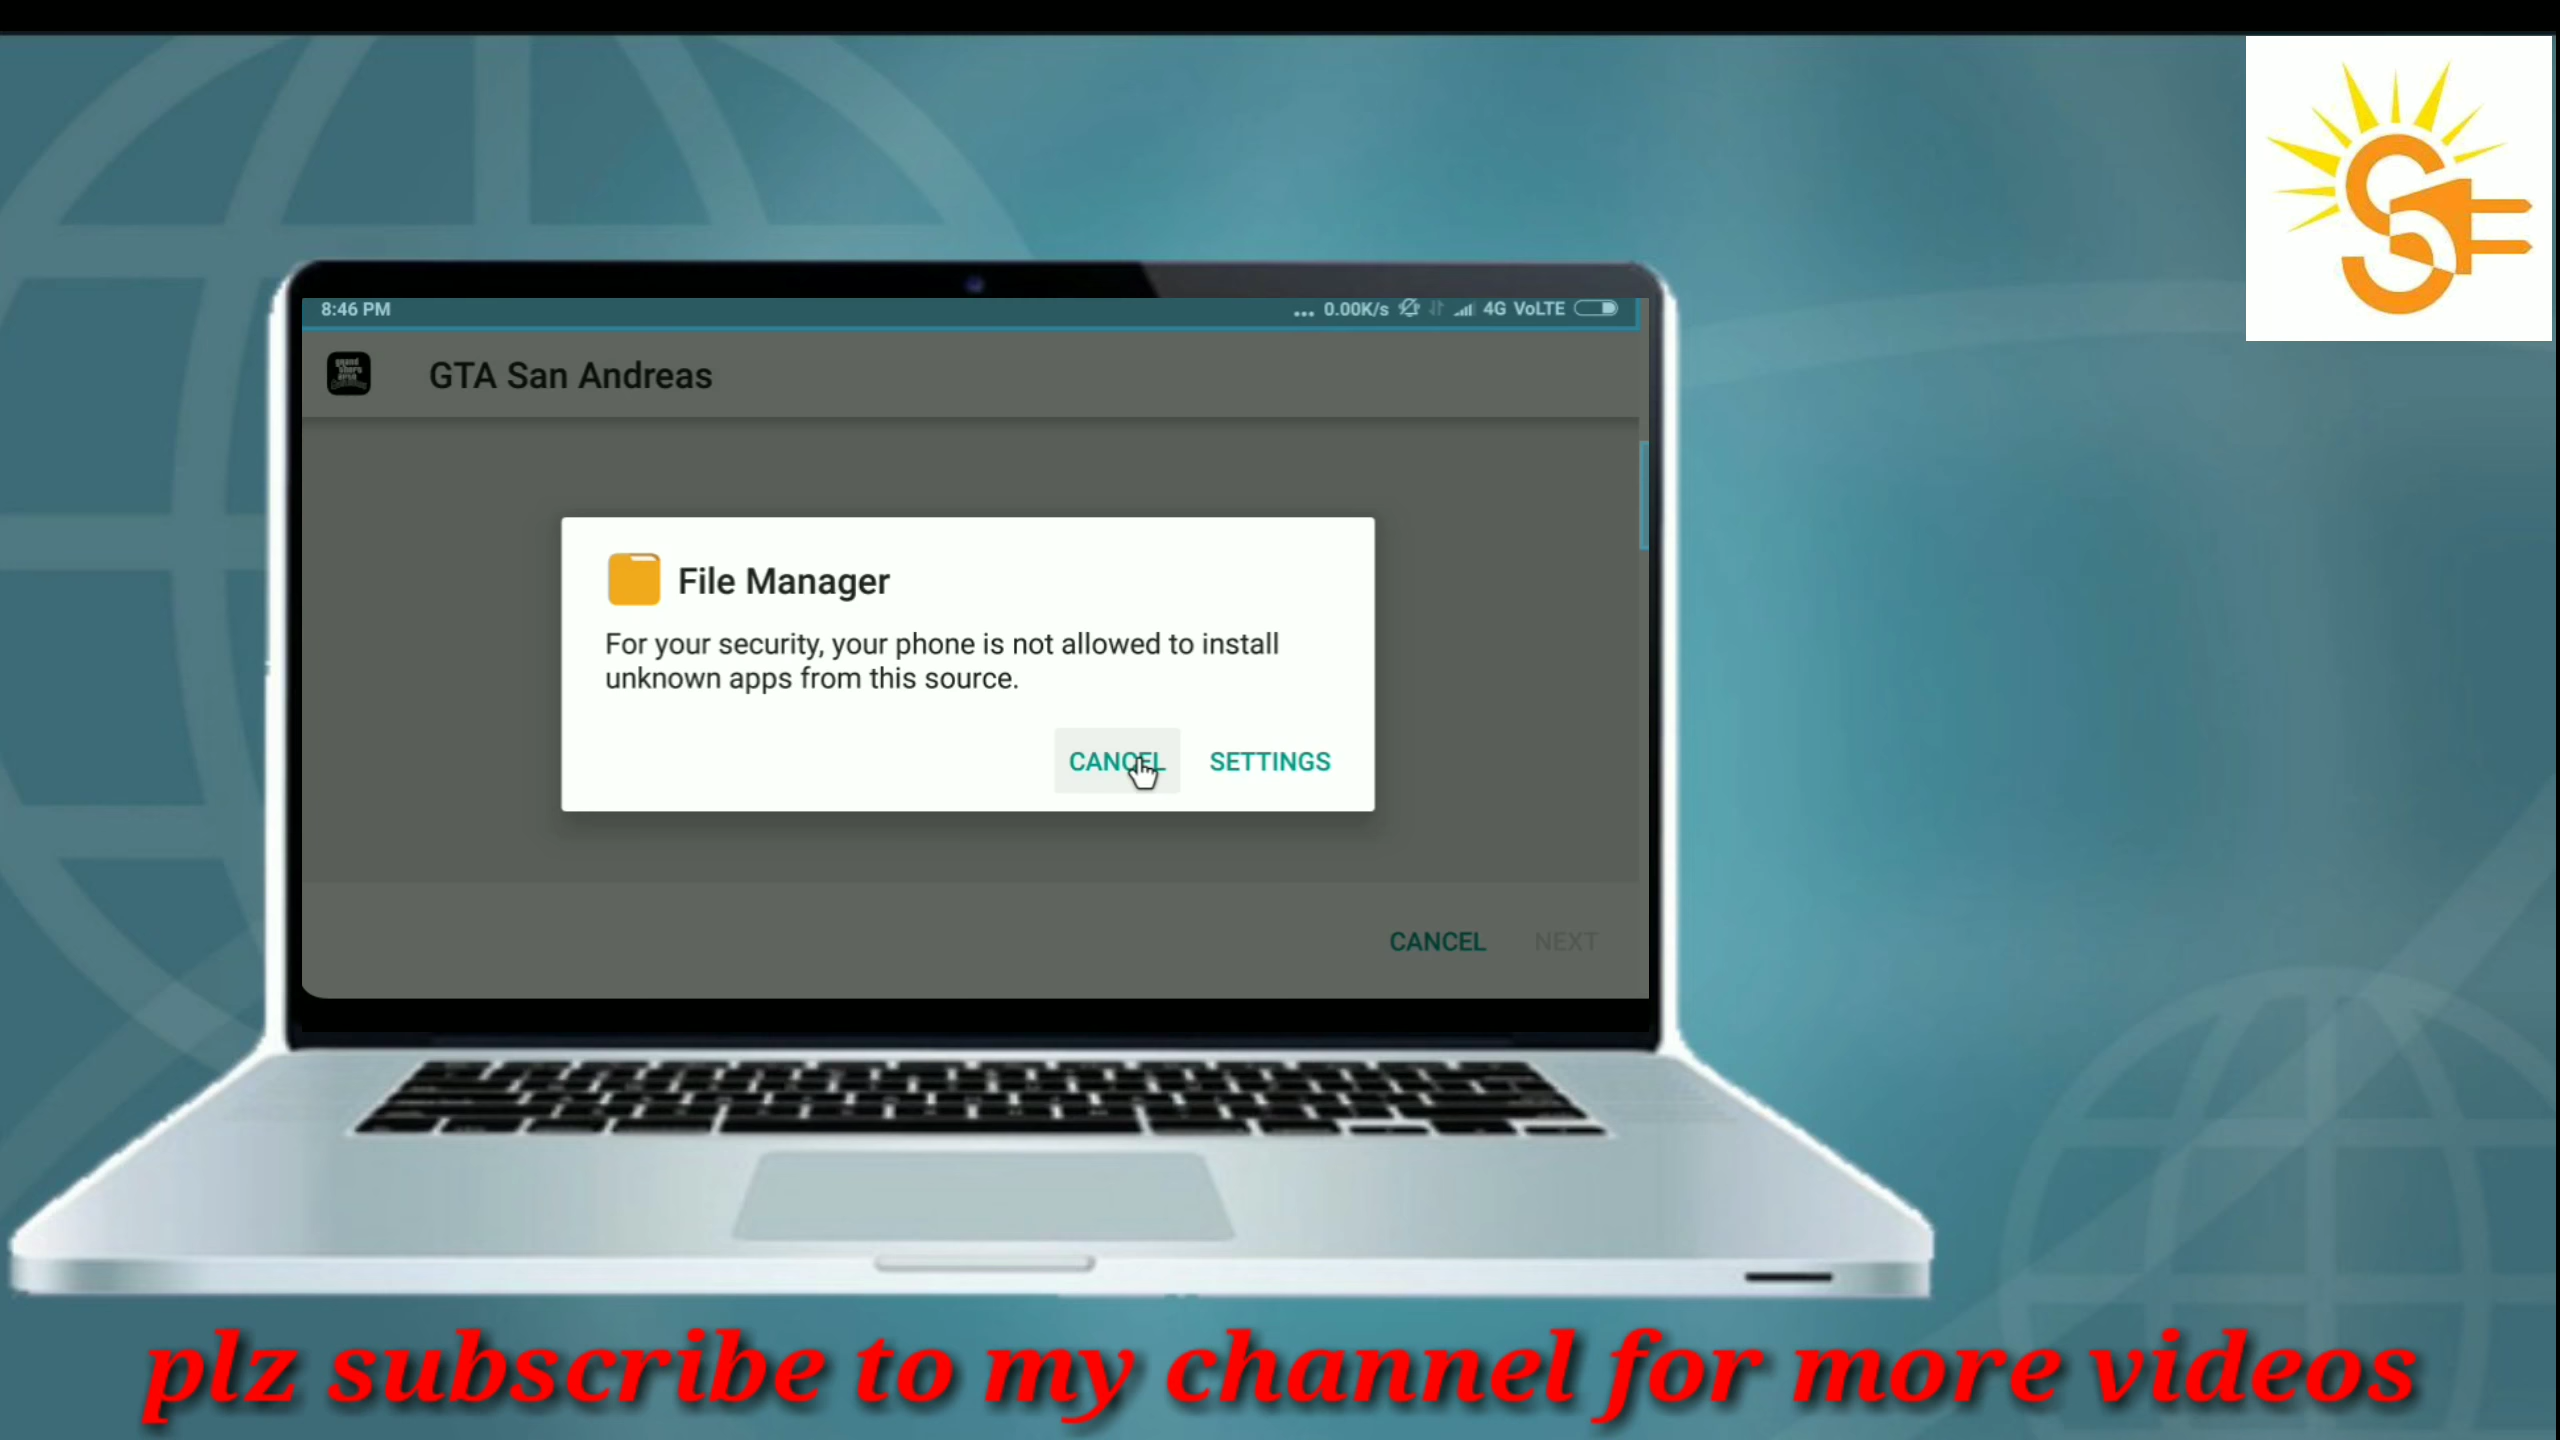 8:46 PM
... 0.00K/s 4G VoLTE
GTA San Andreas
File Manager
For your security, your phone is not allowed to install
unknown apps from this source.
CANCEL SETTINGS
CANCEL NEXT
plz subscribe to my channel for more videos